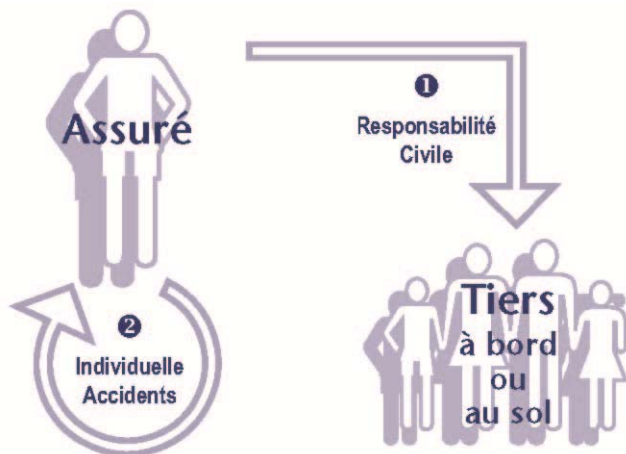 Assuré
❶
Responsabilité
Civile
❷
Individuelle
Accidents
Tiers
à bord
ou
au sol